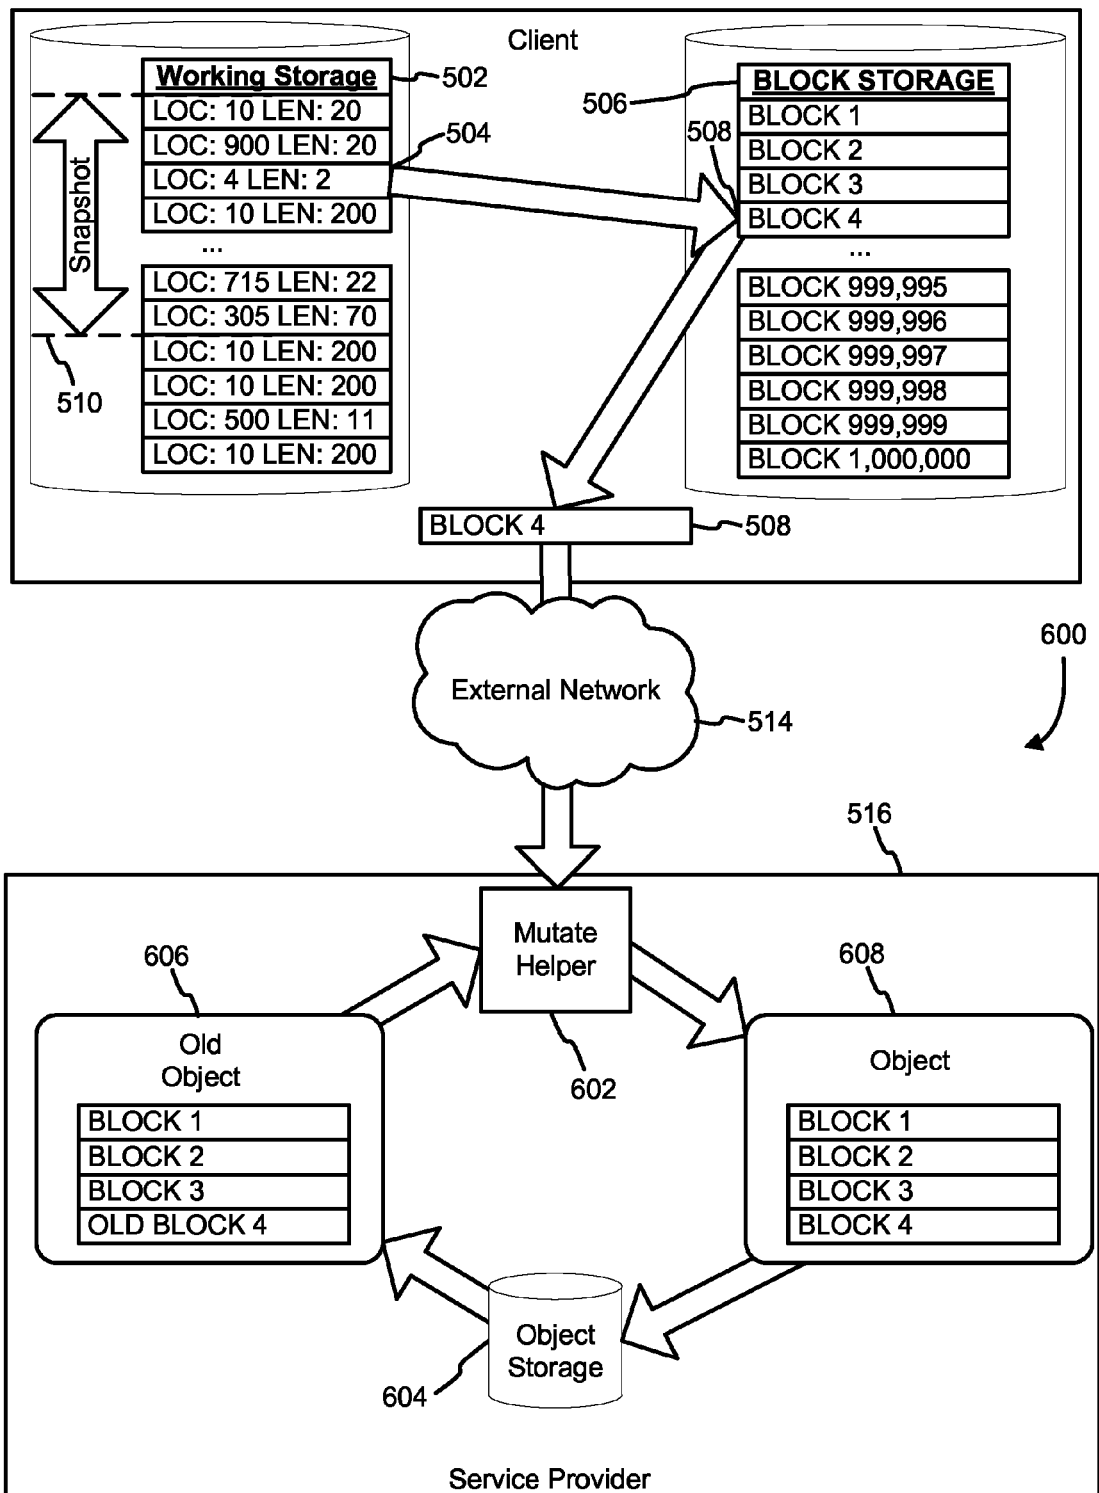 Client
Working Storage
502
LOC: 10 LEN: 20
LOC: 900 LEN: 20
504
LOC: 4 LEN: 2
LOC: 10 LEN: 200
...
LOC: 715 LEN: 22
LOC: 305 LEN: 70
LOC: 10 LEN: 200
LOC: 10 LEN: 200
LOC: 500 LEN: 11
LOC: 10 LEN: 200
Snapshot
510
506
BLOCK STORAGE
508
BLOCK 1
BLOCK 2
BLOCK 3
BLOCK 4
...
BLOCK 999,995
BLOCK 999,996
BLOCK 999,997
BLOCK 999,998
BLOCK 999,999
BLOCK 1,000,000
BLOCK 4
508
External Network
514
600
516
Mutate
Helper
602
606
Old
Object
BLOCK 1
BLOCK 2
BLOCK 3
OLD BLOCK 4
608
Object
BLOCK 1
BLOCK 2
BLOCK 3
BLOCK 4
Object
Storage
604
Service Provider